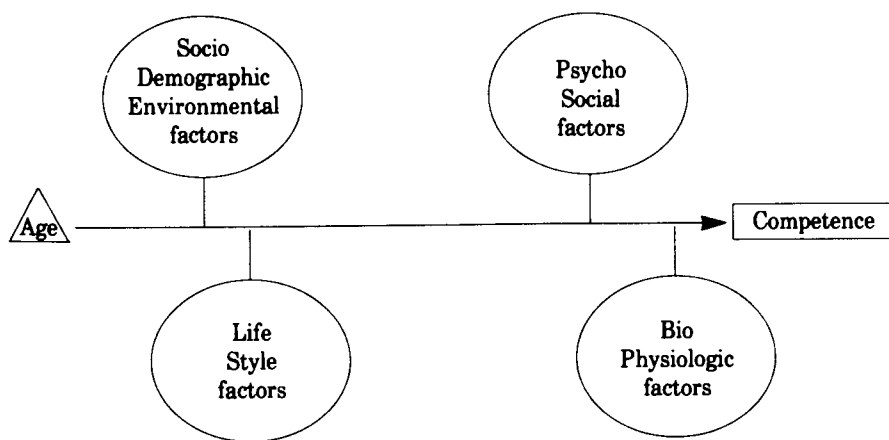 Socio
Demographic
Environmental
factors
Psycho
Social
factors
Age
Competence
Life
Style
factors
Bio
Physiologic
factors